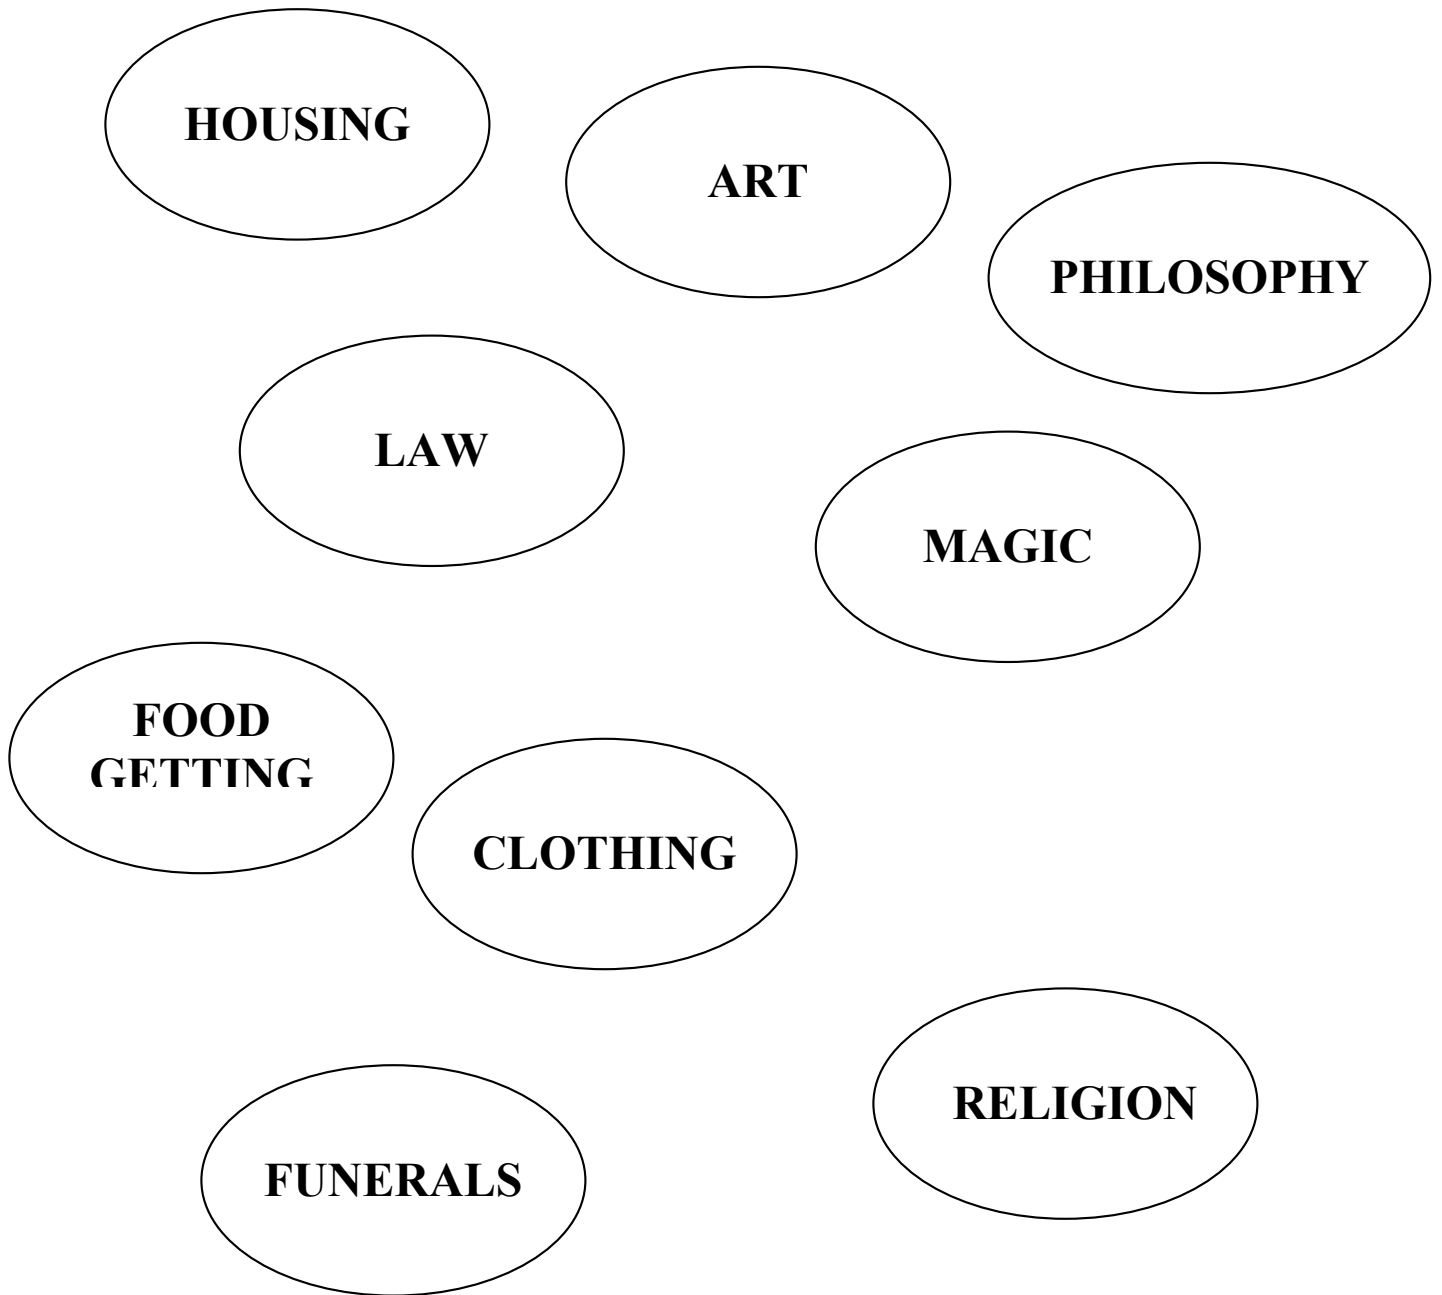 HOUSING
ART
PHILOSOPHY
LAW
MAGIC
FOOD
GETTING
CLOTHING
RELIGION
FUNERALS